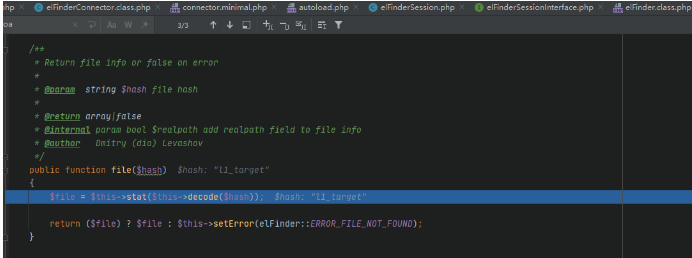 .php elFinderConnector.class.php connector.minimal.php autoload.php elFinderSession.php elFinderSessionInterface.php elFinder.class.php
oa Aa W .* 3/3
/**
* Return file info or false on error
*
* @param string $hash file hash
*
* @return array|false
* @internal param bool $realpath add realpath field to file info
* @author Dmitry (dio) Levashov
*/
public function file($hash) $hash: "l1_target"
{
$file = $this->stat($this->decode($hash)); $hash: "l1_target"
return ($file) ? $file : $this->setError(elFinder::ERROR_FILE_NOT_FOUND);
}